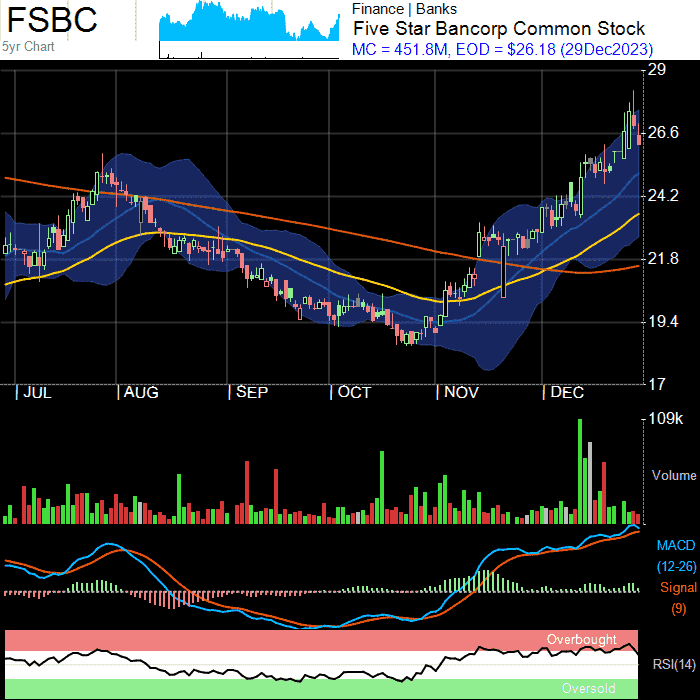 FSBC
5yr Chart
Finance | Banks
Five Star Bancorp Common Stock
MC = 451.8M, EOD = $26.18 (29Dec2023)
29
26.6
24.2
21.8
19.4
17
| JUL | AUG | SEP | OCT | NOV | DEC
109k
Volume
MACD
(12-26)
Signal
(9)
Overbought
RSI(14)
Oversold